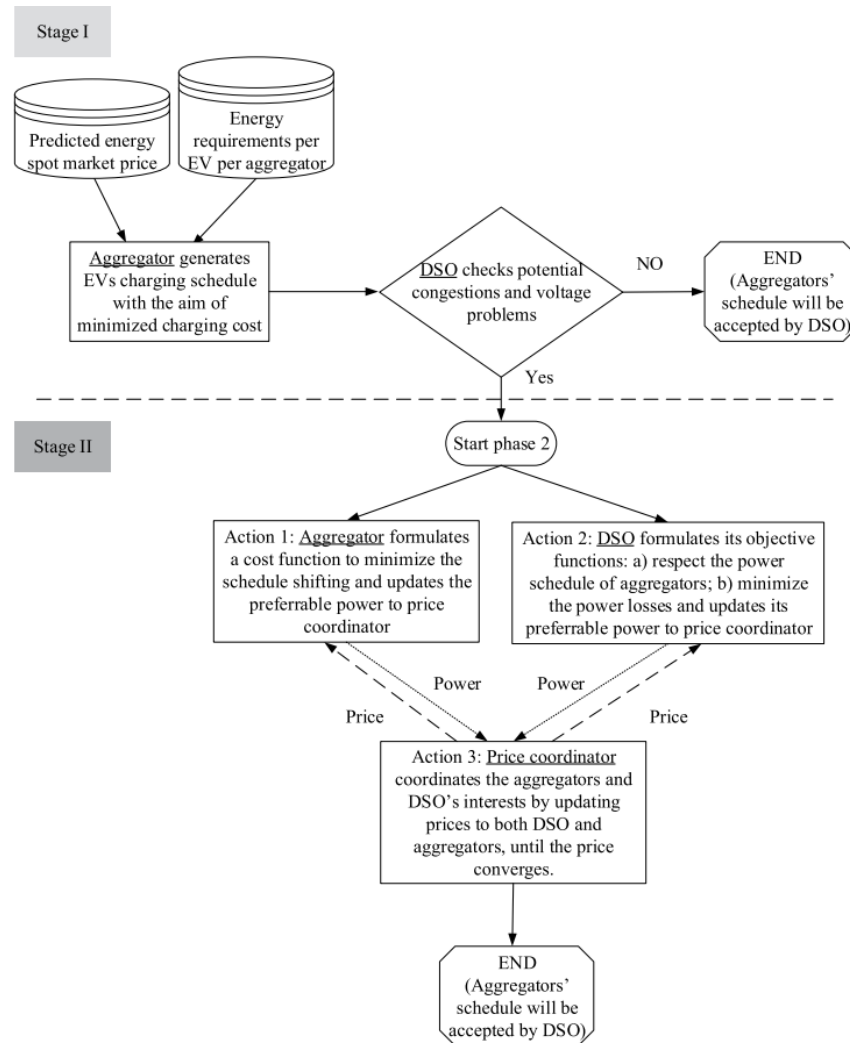 Stage I
Predicted energy
spot market price
Energy
requirements per
EV per aggregator
Aggregator generates
EVs charging schedule
with the aim of
minimized charging cost
DSO checks potential
congestions and voltage
problems
NO
END
(Aggregators’
schedule will be
accepted by DSO)
Yes
Stage II
Start phase 2
Action 1: Aggregator formulates
a cost function to minimize the
schedule shifting and updates the
preferrable power to price
coordinator
Action 2: DSO formulates its objective
functions: a) respect the power
schedule of aggregators; b) minimize
the power losses and updates its
preferrable power to price coordinator
Power
Price
Power
Price
Action 3: Price coordinator
coordinates the aggregators and
DSO’s interests by updating
prices to both DSO and
aggregators, until the price
converges.
END
(Aggregators’
schedule will be
accepted by DSO)